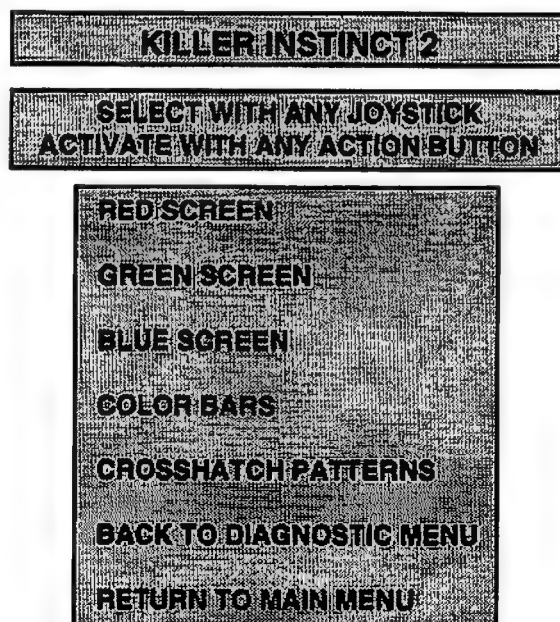 KILLER INSTINCT 2
SELECT WITH ANY JOYSTICK
ACTIVATE WITH ANY ACTION BUTTON
RED SCREEN
GREEN SCREEN
BLUE SCREEN
COLOR BARS
CROSSHATCH PATTERNS
BACK TO DIAGNOSTIC MENU
RETURN TO MAIN MENU